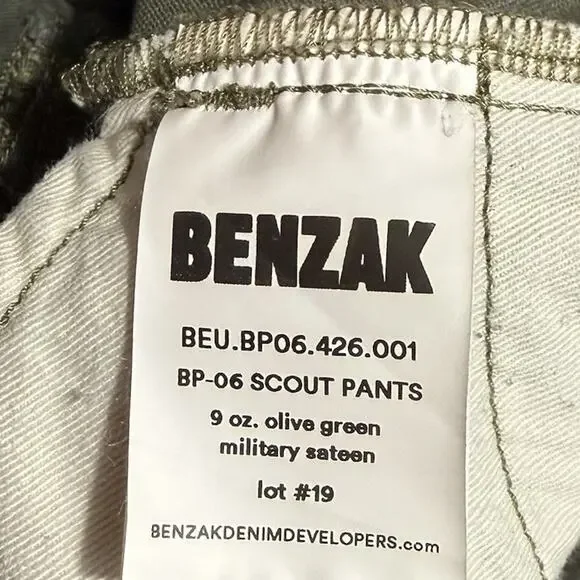 BENZAK
BEU.BP06.426.001
BP-06 SCOUT PANTS
9 oz. olive green
military sateen
lot #19
BENZAKDENIMDEVELOPERS.com